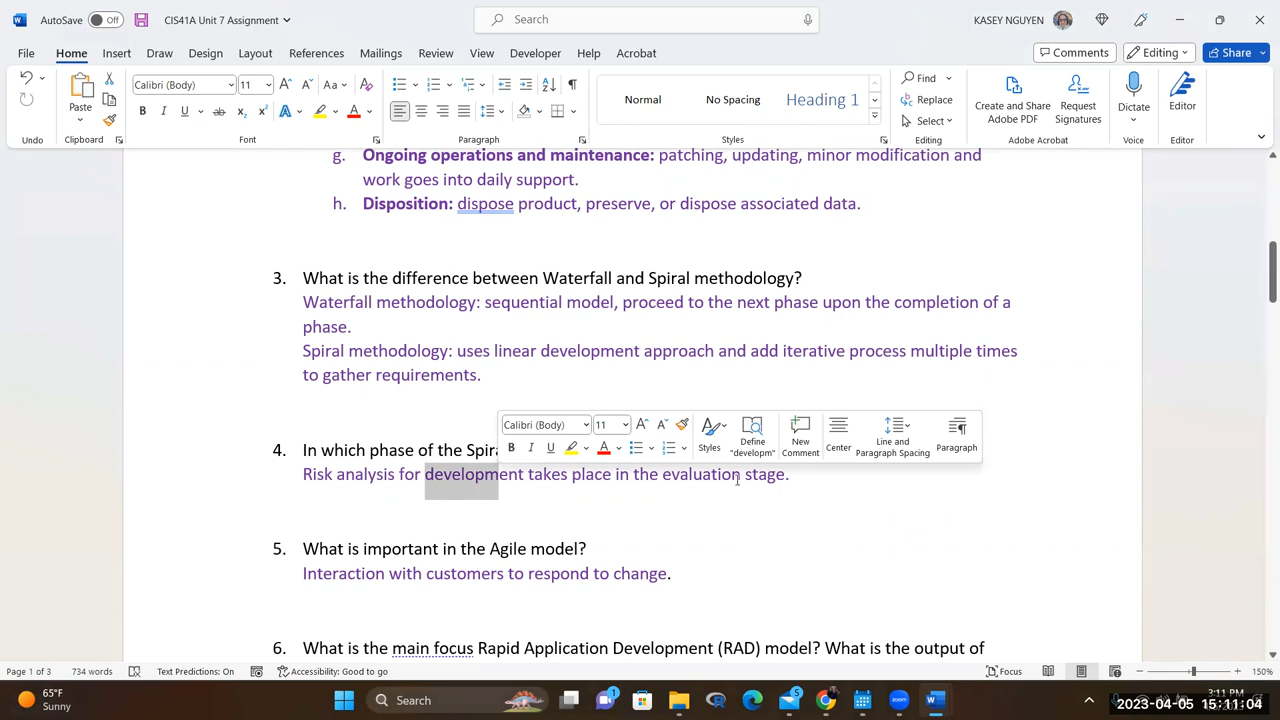 AutoSave Off CIS41A Unit 7 Assignment Search KASEY NGUYEN
File Home Insert Draw Design Layout References Mailings Review View Developer Help Acrobat Comments Editing Share
Calibri (Body) 11 Aa Normal No Spacing Heading 1 Find
Paste B I U ab x₂ x² A A Replace Create and Share Adobe PDF Request Signatures Dictate Editor
Select
Undo Clipboard Font Paragraph Styles Editing Adobe Acrobat Voice Editor
g. Ongoing operations and maintenance: patching, updating, minor modification and
work goes into daily support.
h. Disposition: dispose product, preserve, or dispose associated data.
3. What is the difference between Waterfall and Spiral methodology?
Waterfall methodology: sequential model, proceed to the next phase upon the completion of a
phase.
Spiral methodology: uses linear development approach and add iterative process multiple times
to gather requirements.
Calibri (Body) 11 A A
B I U A Styles Define "developm" New Comment Center Line and Paragraph Spacing Paragraph
4. In which phase of the Spira
Risk analysis for development takes place in the evaluation stage.
5. What is important in the Agile model?
Interaction with customers to respond to change.
6. What is the main focus Rapid Application Development (RAD) model? What is the output of
Page 1 of 3 734 words Text Predictions: On Accessibility: Good to go Focus 150%
65°F
Sunny
Search 1 5 3:11 PM
2023-04-05 15:11:04